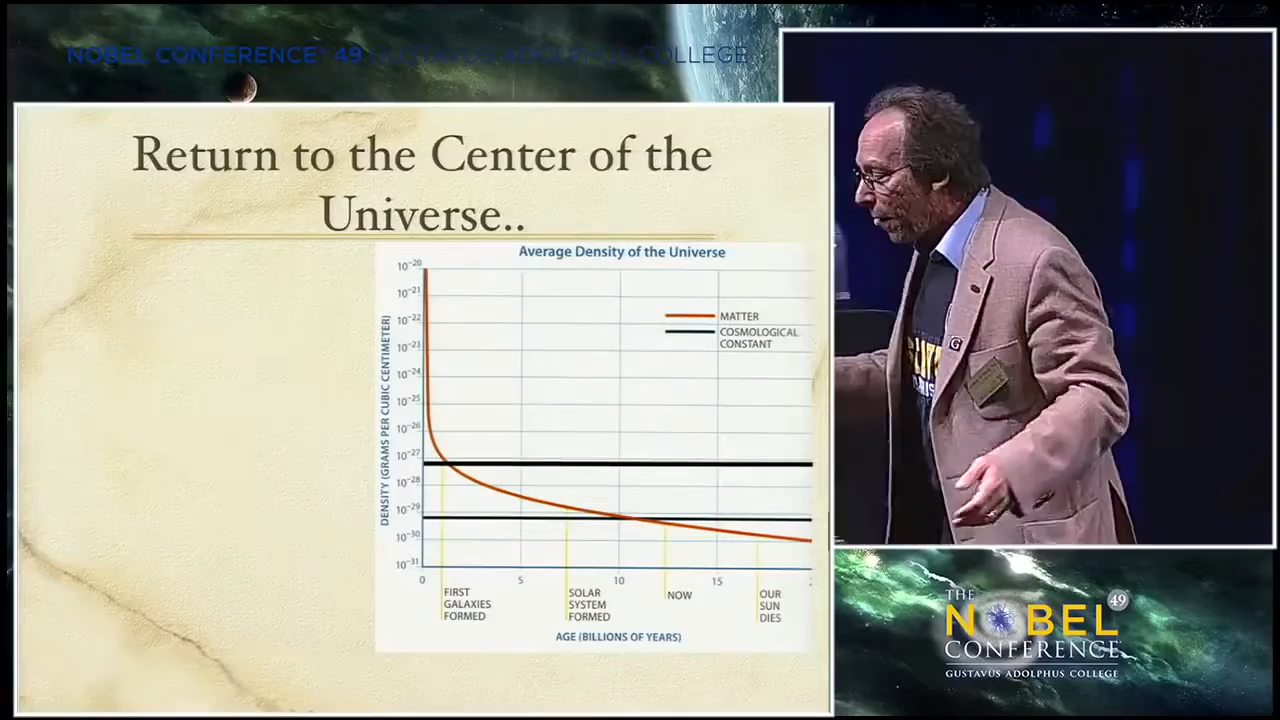 NOBEL CONFERENCE® 49 GUSTAVUS ADOLPHUS COLLEGE
Return to the Center of the
Universe..
Average Density of the Universe
DENSITY (GRAMS PER CUBIC CENTIMETER)
10⁻²⁰
10⁻²¹
10⁻²²
10⁻²³
10⁻²⁴
10⁻²⁵
10⁻²⁶
10⁻²⁷
10⁻²⁸
10⁻²⁹
10⁻³⁰
10⁻³¹
MATTER
COSMOLOGICAL
CONSTANT
0 5 10 15
FIRST
GALAXIES
FORMED
SOLAR
SYSTEM
FORMED
NOW
OUR
SUN
DIES
AGE (BILLIONS OF YEARS)
G
THE
NOBEL 49
CONFERENCE
GUSTAVUS ADOLPHUS COLLEGE